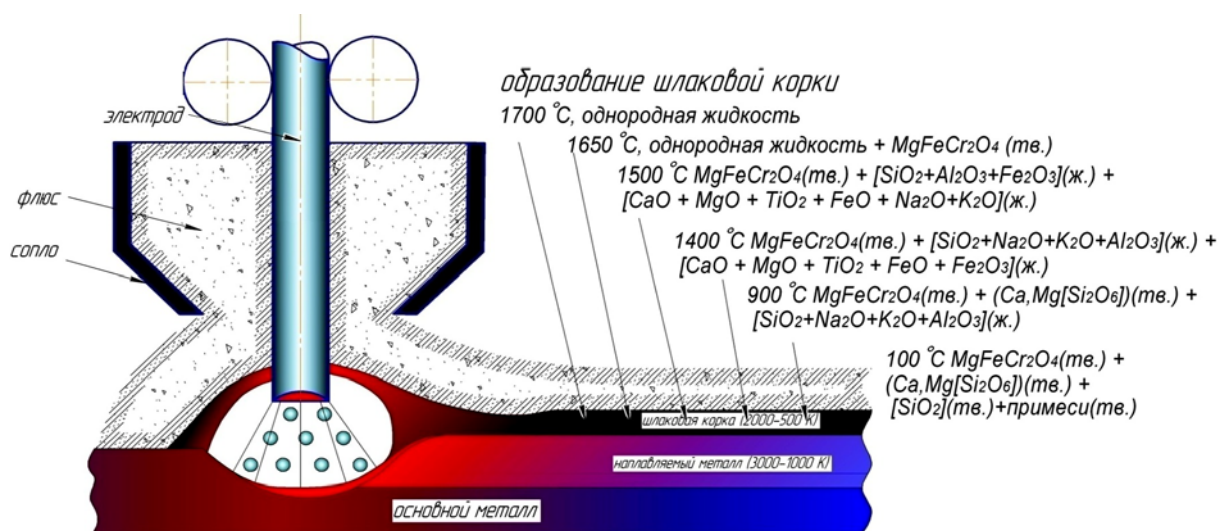 образование шлаковой корки
1700 °С, однородная жидкость
электрод
1650 °С, однородная жидкость + MgFeCr2O4 (тв.)
1500 °С MgFeCr2O4(тв.) + [SiO2+Al2O3+Fe2O3](ж.) +
[CaO + MgO + TiO2 + FeO + Na2O+K2O](ж.)
флюс
сопло
1400 °С MgFeCr2O4(тв.) + [SiO2+Na2O+K2O+Al2O3](ж.) +
[CaO + MgO + TiO2 + FeO + Fe2O3](ж.)
900 °С MgFeCr2O4(тв.) + (Ca,Mg[Si2O6])(тв.) +
[SiO2+Na2O+K2O+Al2O3](ж.)
100 °С MgFeCr2O4(тв.) +
(Ca,Mg[Si2O6])(тв.) +
[SiO2](тв.)+примеси(тв.)
шлаковая корка (2000-500 К)
наплавляемый металл (3000-1000 К)
основной металл